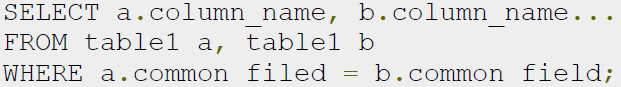 SELECT a.column_name, b.column_name...
FROM table1 a, table1 b
WHERE a.common filed = b.common field;